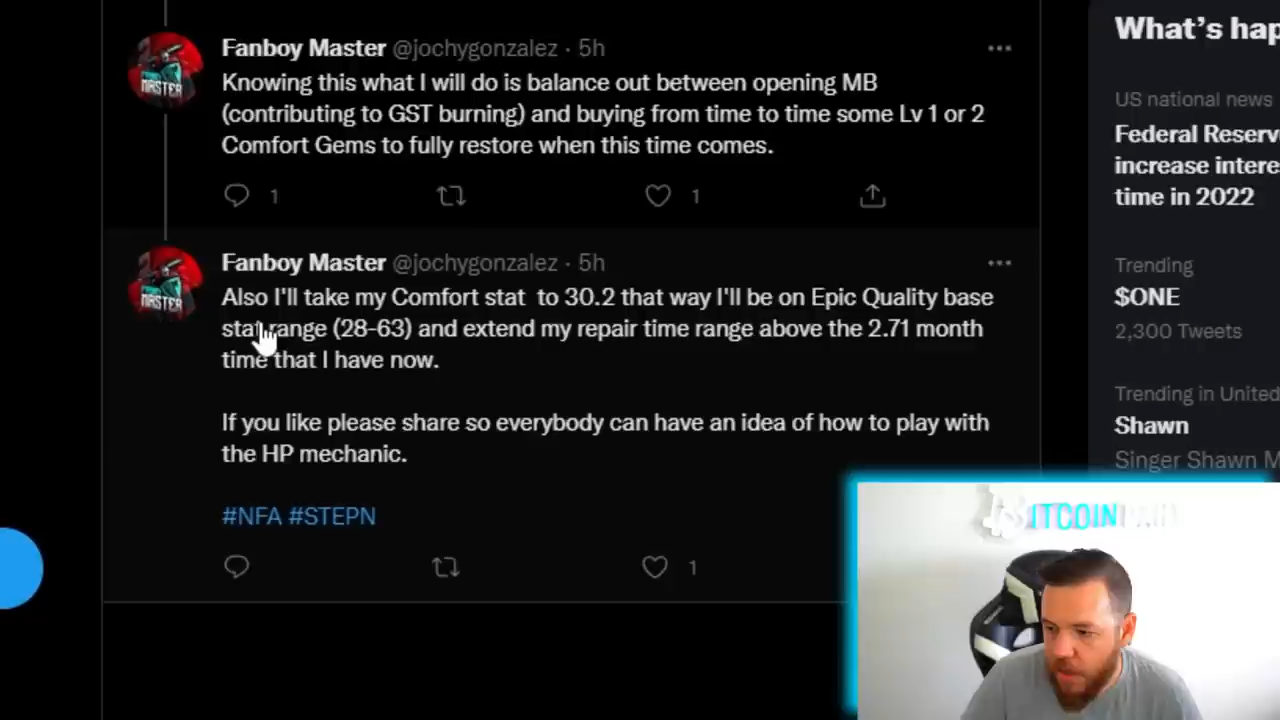 Fanboy Master @jochygonzalez · 5h
Knowing this what I will do is balance out between opening MB
(contributing to GST burning) and buying from time to time some Lv 1 or 2
Comfort Gems to fully restore when this time comes.
1
1
Fanboy Master @jochygonzalez · 5h
Also I'll take my Comfort stat to 30.2 that way I'll be on Epic Quality base
stat range (28-63) and extend my repair time range above the 2.71 month
time that I have now.
If you like please share so everybody can have an idea of how to play with
the HP mechanic.
#NFA #STEPN
1
What's hap
US national news
Federal Reserv
increase intere
time in 2022
Trending
$ONE
2,300 Tweets
Trending in United
Shawn
Singer Shawn M
MASTER
MASTER
ITCOIN